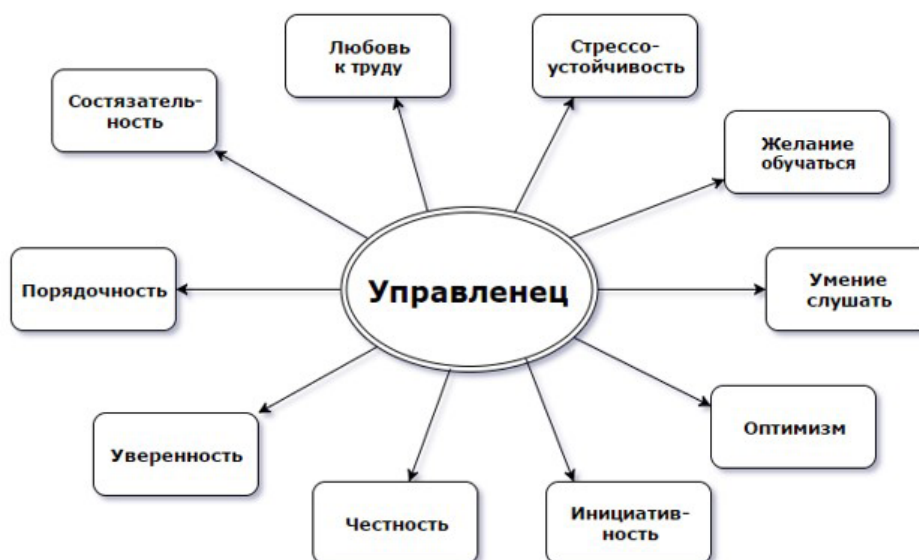 Любовь
к труду
Стрессо-
устойчивость
Состязатель-
ность
Желание
обучаться
Порядочность
Управленец
Умение
слушать
Уверенность
Оптимизм
Честность
Инициатив-
ность